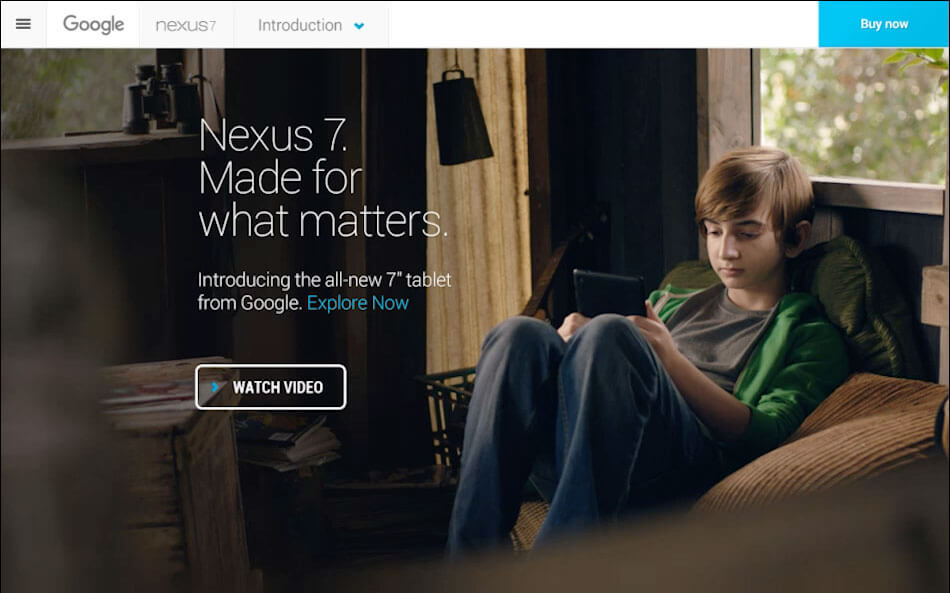 Google
nexus7
Introduction
Buy now
Nexus 7.
Made for
what matters.
Introducing the all-new 7" tablet
from Google. Explore Now
WATCH VIDEO